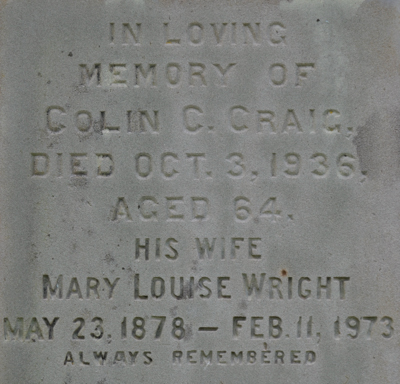 IN LOVING
MEMORY OF
COLIN C. CRAIG.
DIED OCT. 3, 1936.
AGED 64.
HIS WIFE
MARY LOUISE WRIGHT
MAY 23, 1878 — FEB. 11, 1973
ALWAYS REMEMBERED